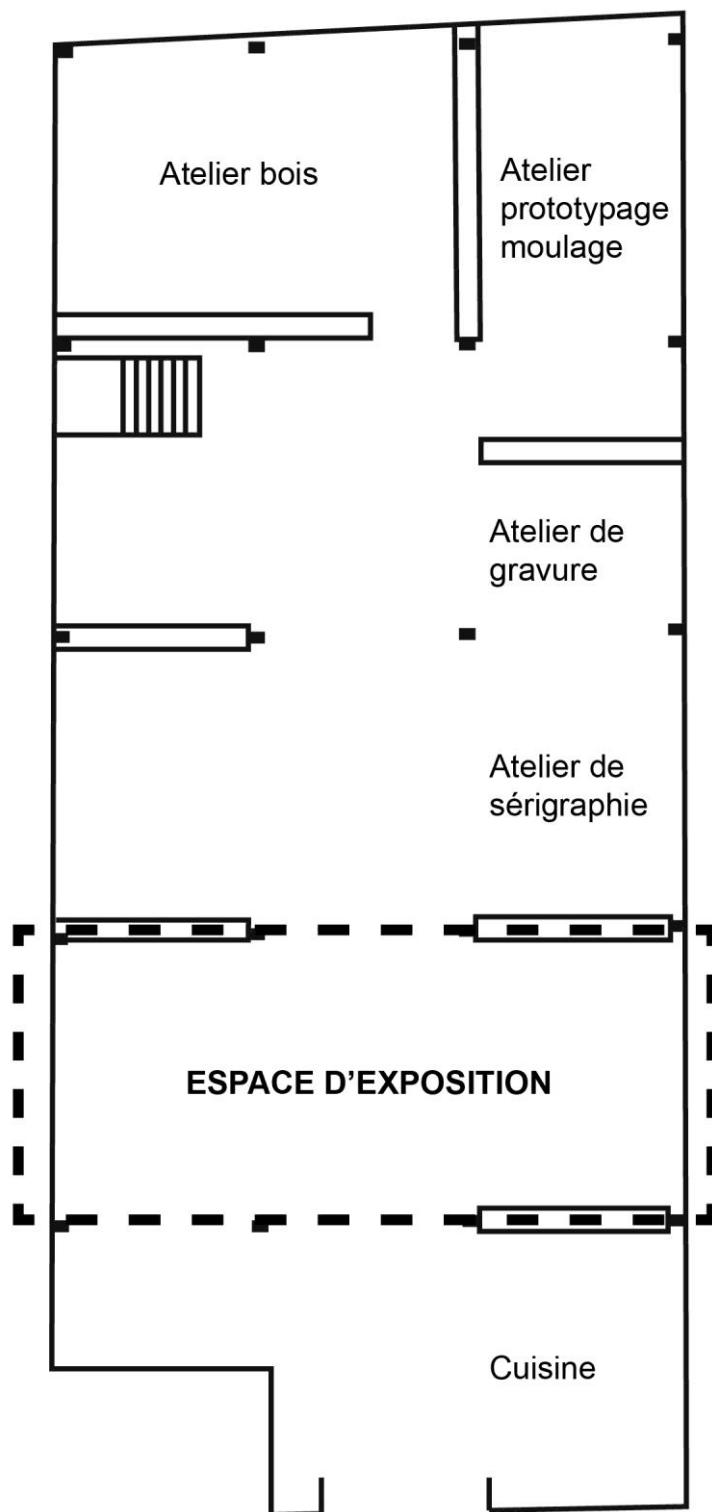 Atelier bois
Atelier
prototypage
moulage
Atelier de
gravure
Atelier de
sérigraphie
ESPACE D’EXPOSITION
Cuisine